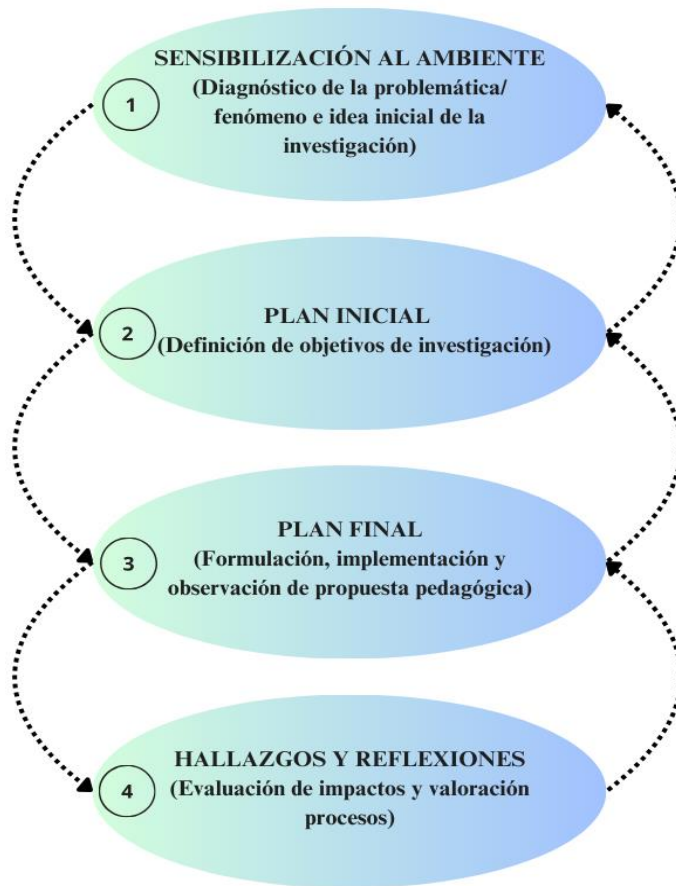 SENSIBILIZACIÓN AL AMBIENTE
(Diagnóstico de la problemática/
1
fenómeno e idea inicial de la
investigación)
PLAN INICIAL
2
(Definición de objetivos de investigación)
PLAN FINAL
(Formulación, implementación y
3
observación de propuesta pedagógica)
HALLAZGOS Y REFLEXIONES
(Evaluación de impactos y valoración
4
procesos)